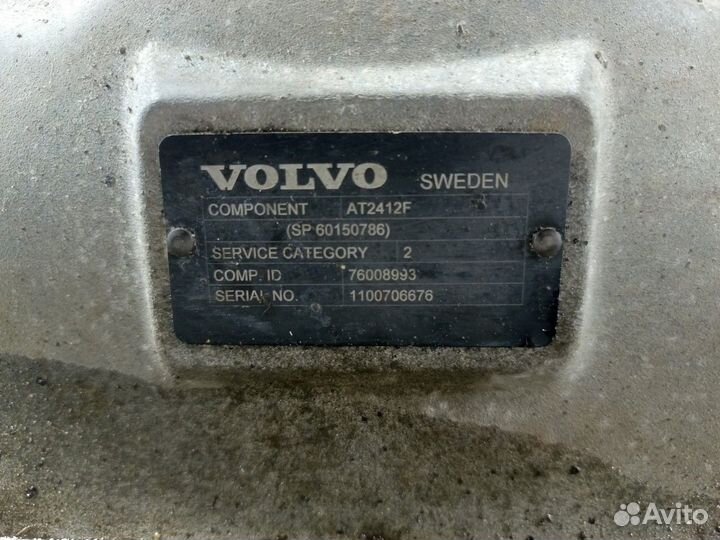 VOLVO SWEDEN
COMPONENT AT2412F
(SP 60150786)
SERVICE CATEGORY 2
COMP. ID 76008993
SERIAL NO. 1100706676
Avito